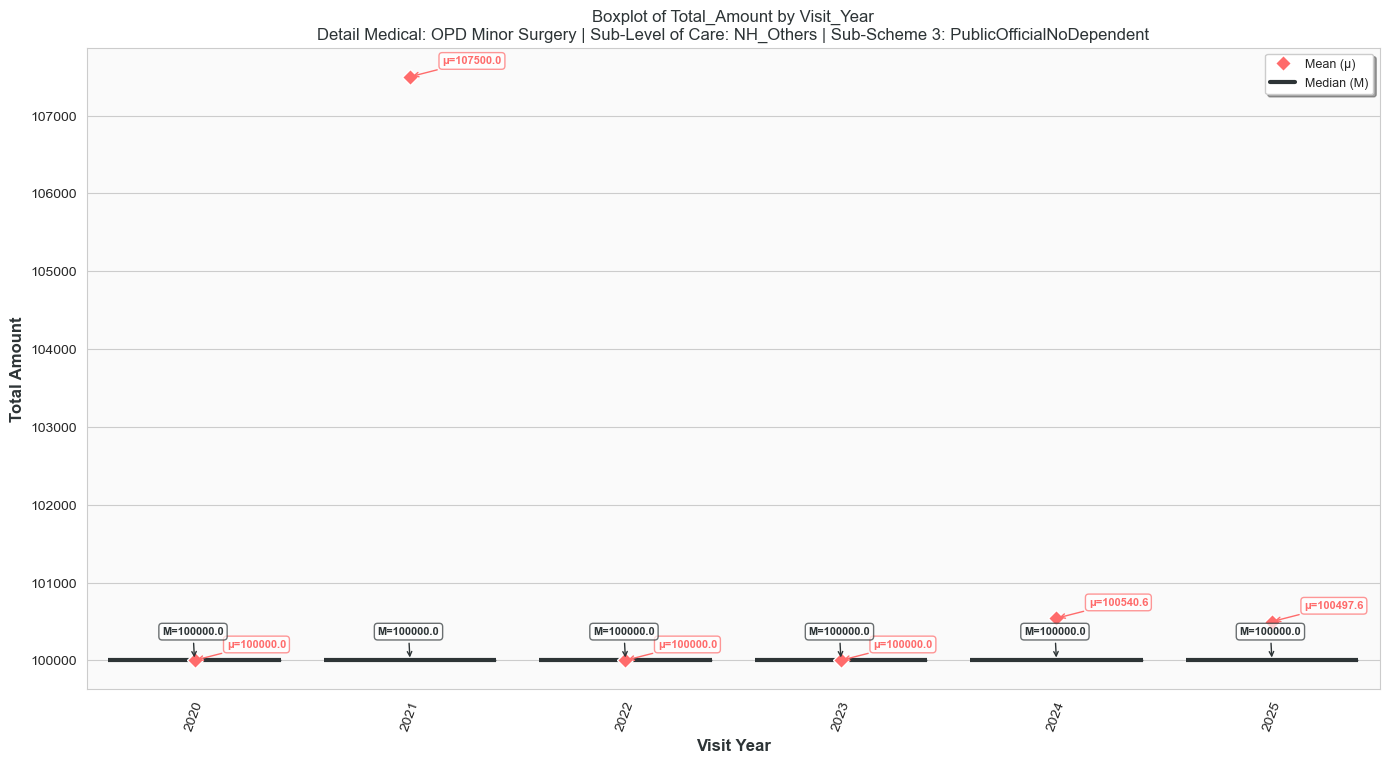 Boxplot of Total_Amount by Visit_Year
Detail Medical: OPD Minor Surgery | Sub-Level of Care: NH_Others | Sub-Scheme 3: PublicOfficialNoDependent
μ=107500.0
Mean (μ)
Median (M)
107000
106000
105000
104000
103000
102000
101000
100000
Total Amount
M=100000.0
μ=100000.0
M=100000.0
M=100000.0
μ=100000.0
M=100000.0
μ=100000.0
μ=100540.6
M=100000.0
μ=100497.6
M=100000.0
2020
2021
2022
2023
2024
2025
Visit Year